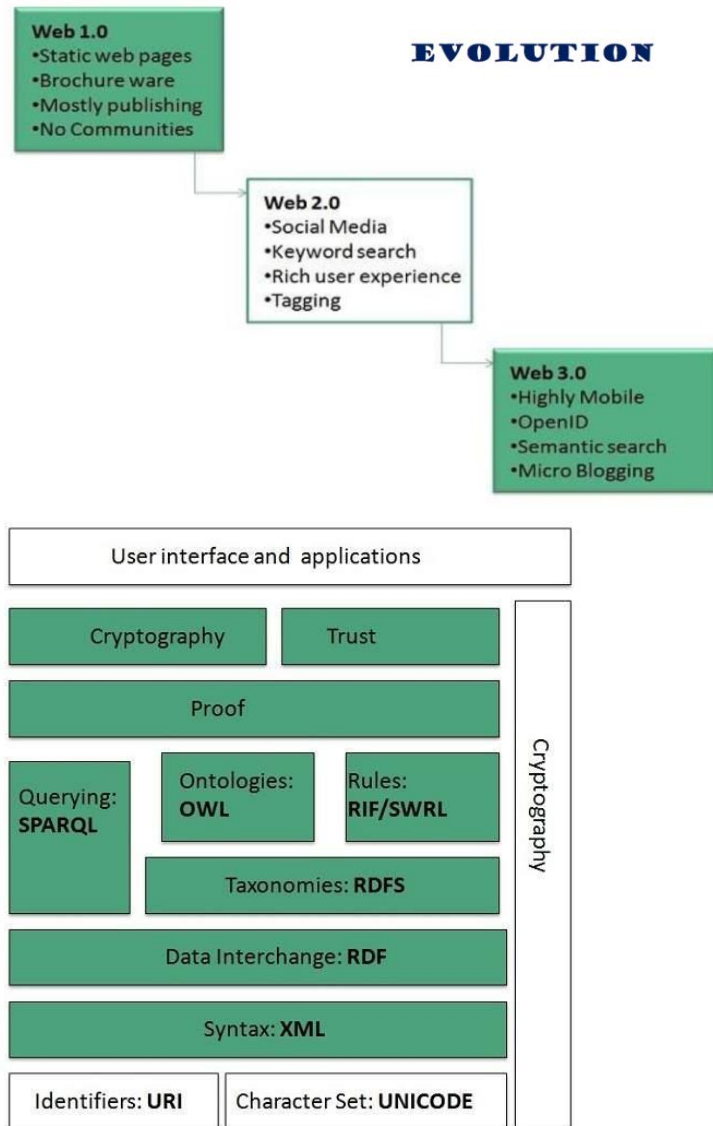 Web 1.0
•Static web pages
•Brochure ware
•Mostly publishing
•No Communities
EVOLUTION
Web 2.0
•Social Media
•Keyword search
•Rich user experience
•Tagging
Web 3.0
•Highly Mobile
•OpenID
•Semantic search
•Micro Blogging
User interface and applications
Cryptography
Trust
Proof
Querying:
SPARQL
Ontologies:
OWL
Rules:
RIF/SWRL
Taxonomies: RDFS
Data Interchange: RDF
Syntax: XML
Identifiers: URI
Character Set: UNICODE
Cryptography